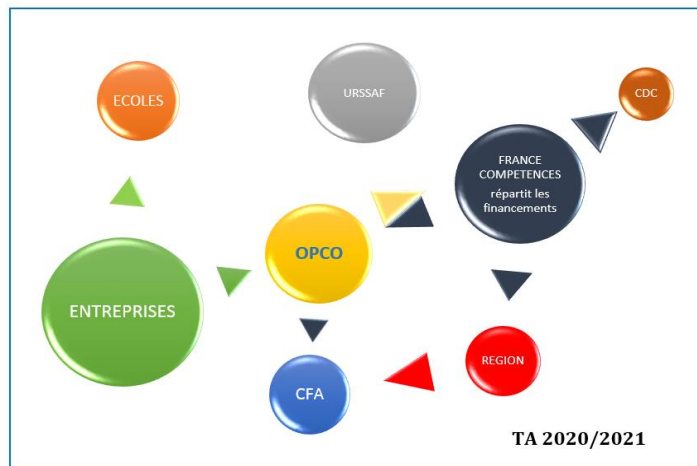 ECOLES
URSSAF
CDC
FRANCE
COMPETENCES
répartit les
financements
OPCO
ENTREPRISES
REGION
CFA
TA 2020/2021